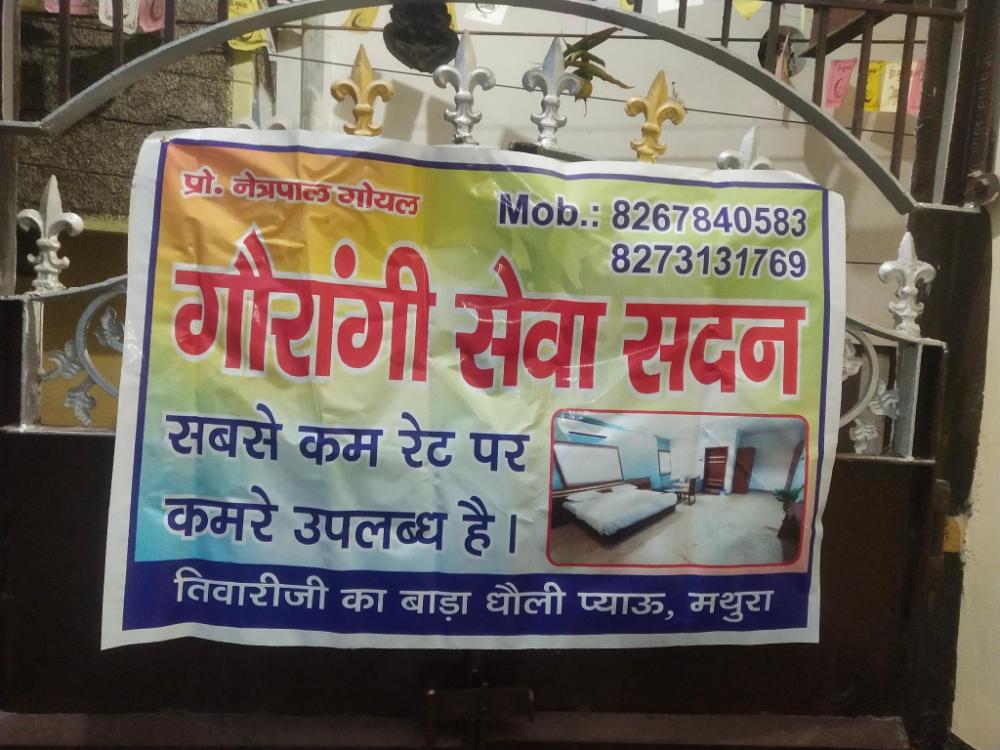 प्रो. नेत्रपाल गोयल
Mob.: 8267840583
8273131769
गौरांगी सेवा सदन
सबसे कम रेट पर
कमरे उपलब्ध है।
तिवारीजी का बाड़ा धौली प्याऊ, मथुरा